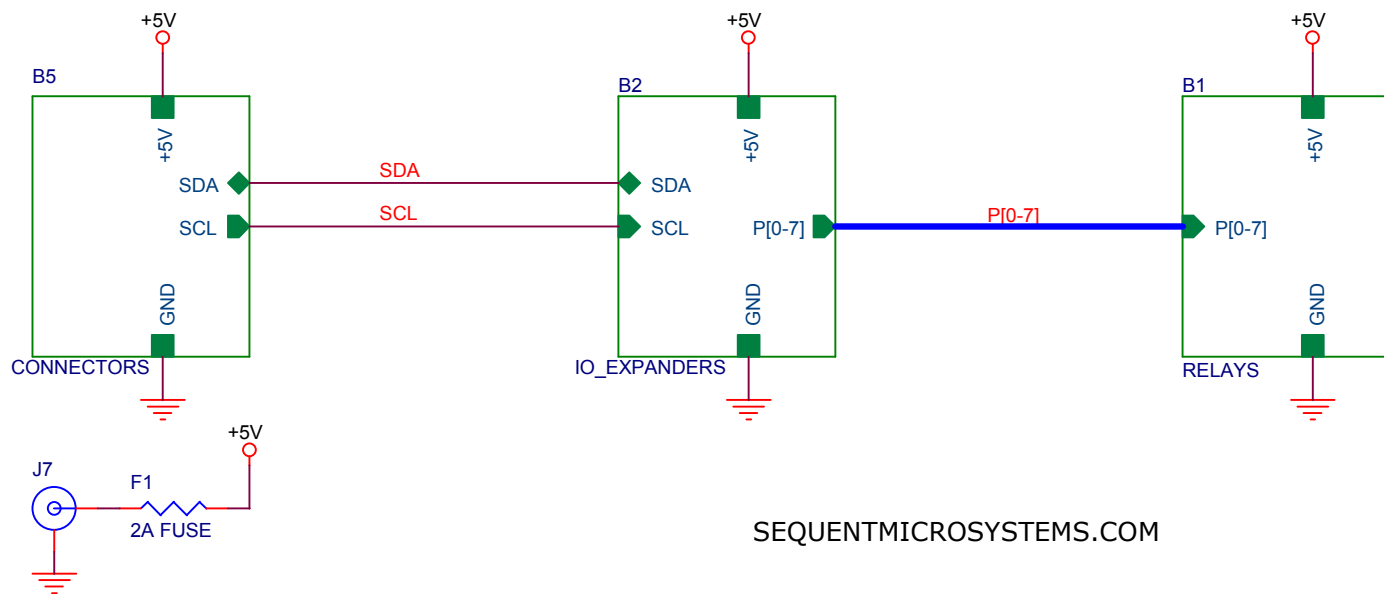 +5V
+5V
+5V
B5
B2
B1
+5V
+5V
+5V
SDA
SDA
SDA
SCL
SCL
SCL
P[0-7]
P[0-7]
P[0-7]
GND
GND
GND
CONNECTORS
IO_EXPANDERS
RELAYS
+5V
J7
F1
2A FUSE
SEQUENTMICROSYSTEMS.COM